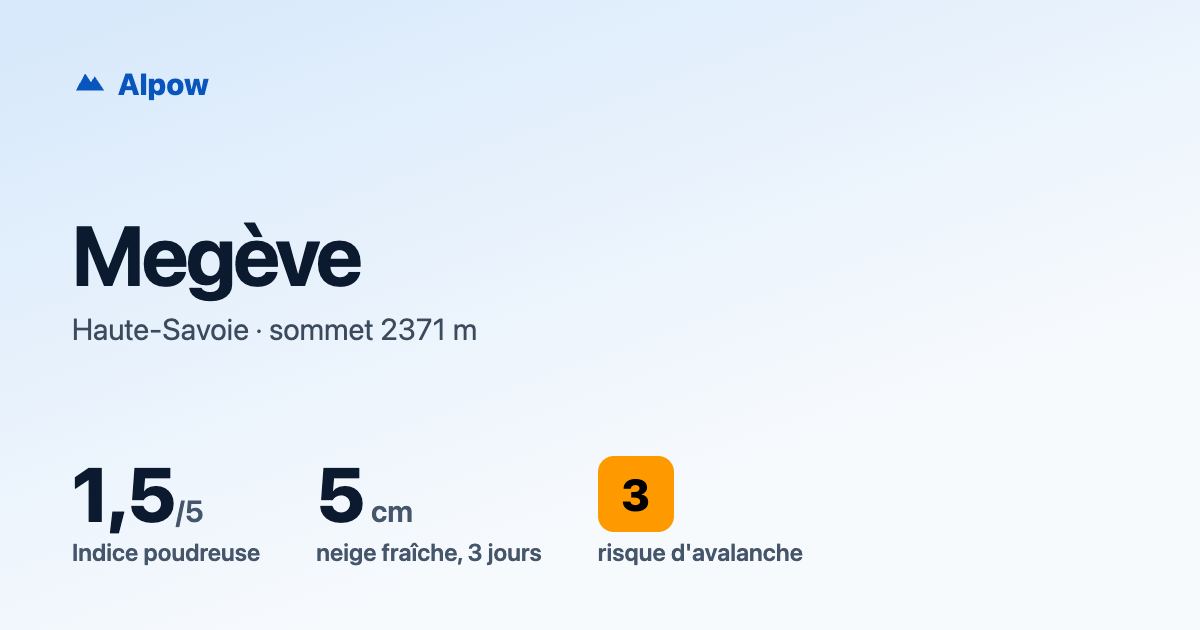 Alpow
Megève
Haute-Savoie · sommet 2371 m
1,5/5
Indice poudreuse
5 cm
neige fraîche, 3 jours
3
risque d'avalanche